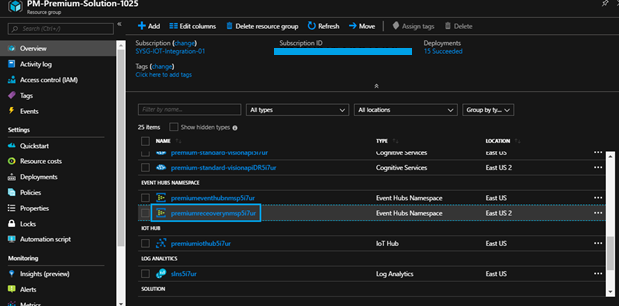 PM-Premium-Solution-1025
Resource group
Search (Ctrl+/)
Overview
Activity log
Access control (IAM)
Tags
Events
Settings
Quickstart
Resource costs
Deployments
Policies
Properties
Locks
Automation script
Monitoring
Insights (preview)
Alerts
Add Edit columns Delete resource group Refresh Move Assign tags Delete
Subscription (change) Subscription ID Deployments
SYSG-IOT-Integration-01 15 Succeeded
Tags (change)
Click here to add tags
Filter by name... All types All locations Group by ty...
25 items Show hidden types
NAME TYPE LOCATION
premium-standard-visionapi5i7ur Cognitive Services East US
premium-standard-visionapiDR5i7ur Cognitive Services East US 2
EVENT HUBS NAMESPACE
premiumeventhubnmsp5i7ur Event Hubs Namespace East US
premiumrecoverynmsp5i7ur Event Hubs Namespace East US 2
IOT HUB
premiumiothub5i7ur IoT Hub East US
LOG ANALYTICS
slns5i7ur Log Analytics East US
SOLUTION